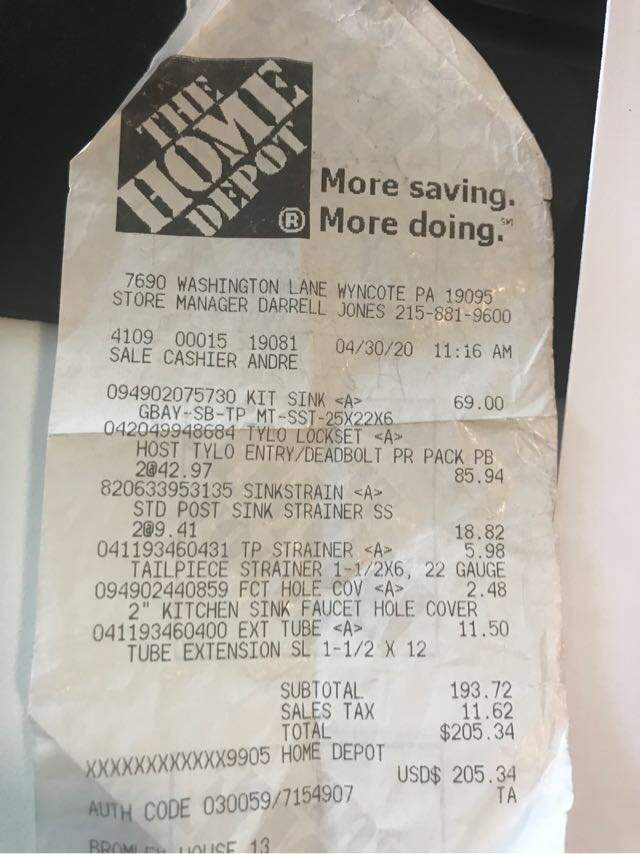 THE
HOME
DEPOT
®
More saving.
More doing.℠
7690 WASHINGTON LANE WYNCOTE PA 19095
STORE MANAGER DARRELL JONES 215-881-9600
4109 00015 19081 04/30/20 11:16 AM
SALE CASHIER ANDRE
094902075730 KIT SINK <A> 69.00
GBAY-SB-TP MT-SST-25X22X6
042049948684 TYLO LOCKSET <A>
HOST TYLO ENTRY/DEADBOLT PR PACK PB
2@42.97 85.94
820633953135 SINKSTRAIN <A>
STD POST SINK STRAINER SS
2@9.41 18.82
041193460431 TP STRAINER <A> 5.98
TAILPIECE STRAINER 1-1/2X6, 22 GAUGE
094902440859 FCT HOLE COV <A> 2.48
2" KITCHEN SINK FAUCET HOLE COVER
041193460400 EXT TUBE <A> 11.50
TUBE EXTENSION SL 1-1/2 X 12
SUBTOTAL 193.72
SALES TAX 11.62
TOTAL $205.34
XXXXXXXXXXXX9905 HOME DEPOT
USD$ 205.34
AUTH CODE 030059/7154907 TA
HOUSE 13